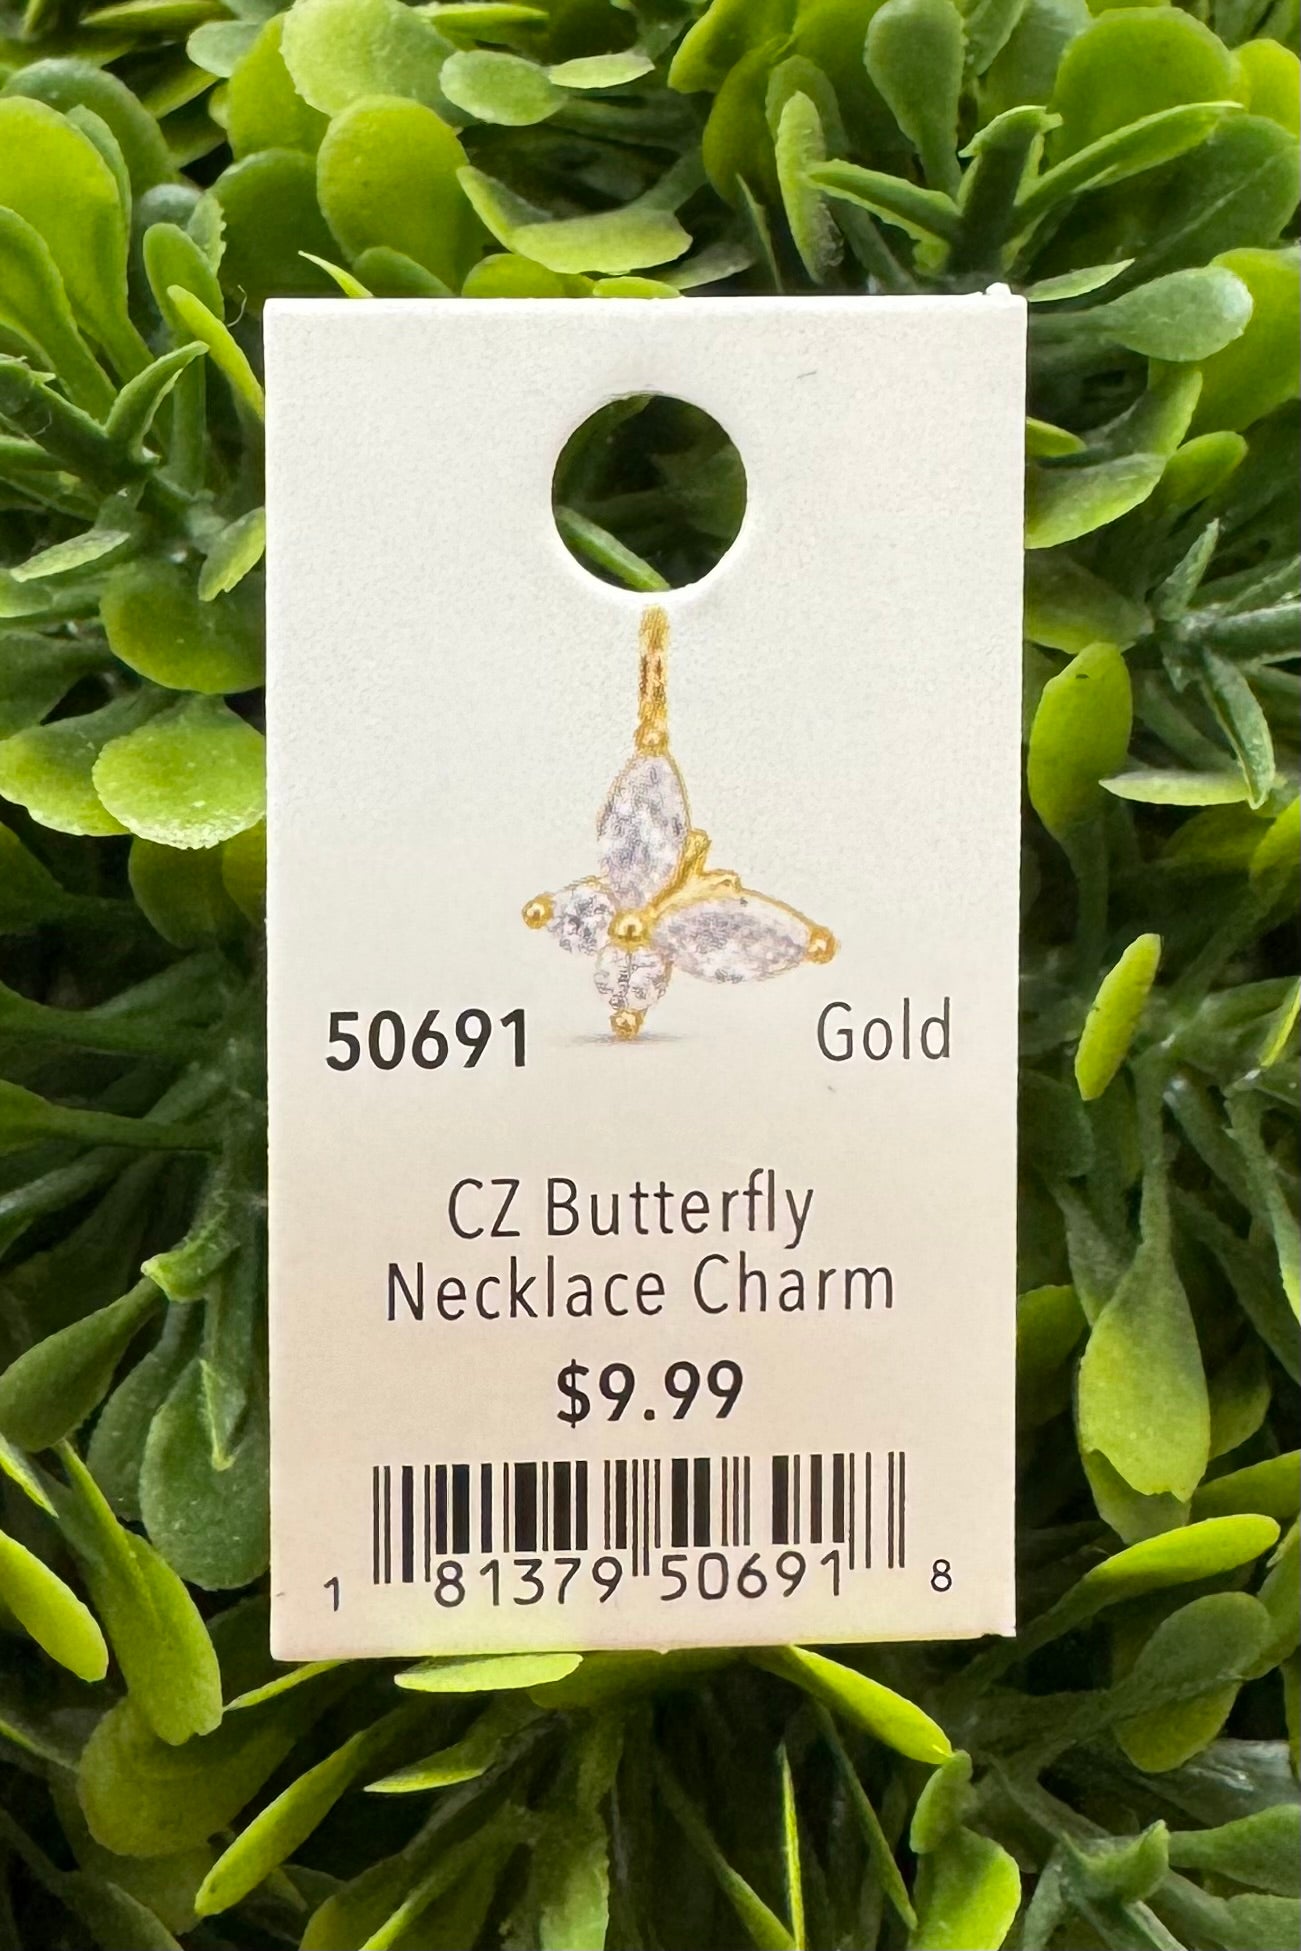 50691 Gold
CZ Butterfly
Necklace Charm
$9.99
1 81379 50691 8